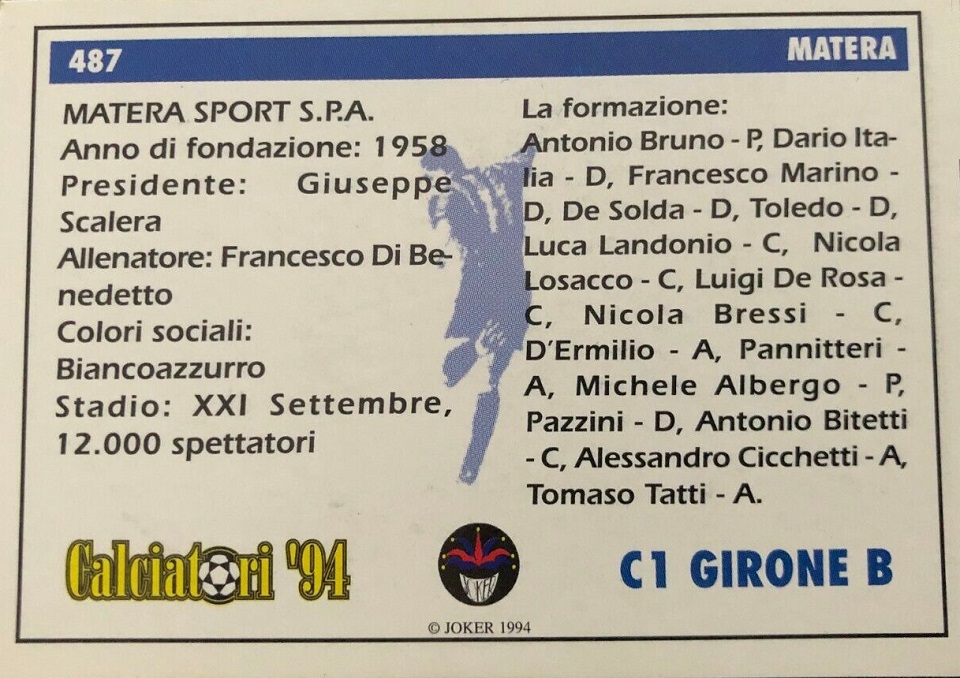 487
MATERA
MATERA SPORT S.P.A.
Anno di fondazione: 1958
Presidente: Giuseppe
Scalera
Allenatore: Francesco Di Be-
nedetto
Colori sociali:
Biancoazzurro
Stadio: XXI Settembre,
12.000 spettatori
La formazione:
Antonio Bruno - P, Dario Ita-
lia - D, Francesco Marino -
D, De Solda - D, Toledo - D,
Luca Landonio - C, Nicola
Losacco - C, Luigi De Rosa -
C, Nicola Bressi - C,
D'Ermilio - A, Pannitteri -
A, Michele Albergo - P,
Pazzini - D, Antonio Bitetti
- C, Alessandro Cicchetti - A,
Tomaso Tatti - A.
Calciatori '94
JOKER
C1 GIRONE B
© JOKER 1994